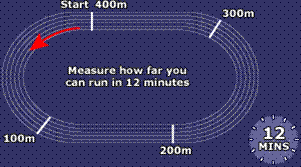 Start 400m
300m
Measure how far you
can run in 12 minutes
100m
200m
12
MINS